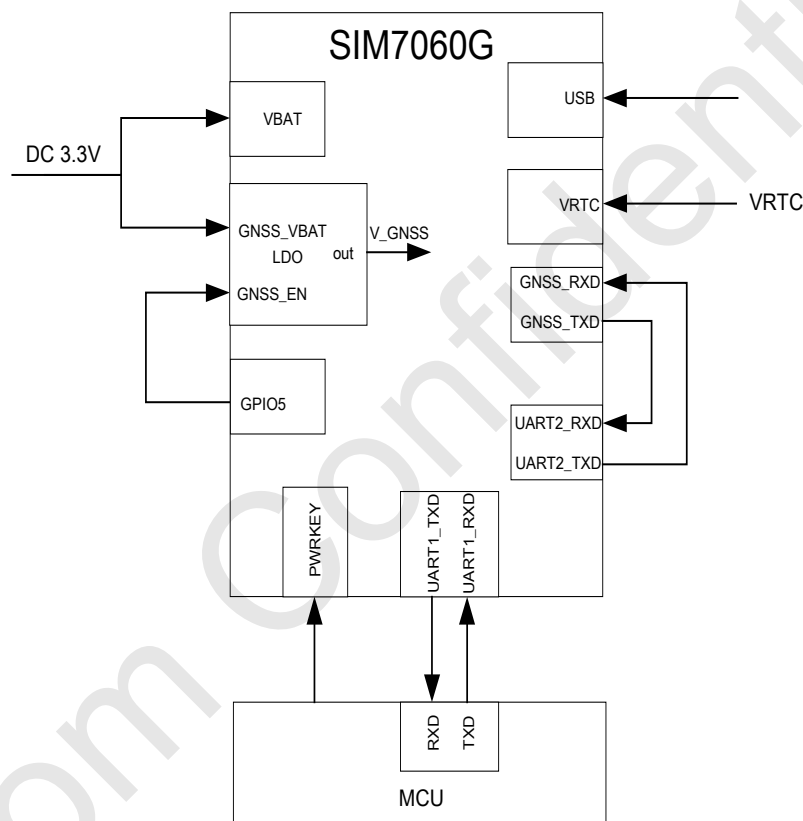 SIM7060G
VBAT
USB
DC 3.3V
VRTC
VRTC
GNSS_VBAT
LDO
out
V_GNSS
GNSS_EN
GNSS_RXD
GNSS_TXD
GPIO5
UART2_RXD
UART2_TXD
PWRKEY
UART1_TXD
UART1_RXD
RXD
TXD
MCU